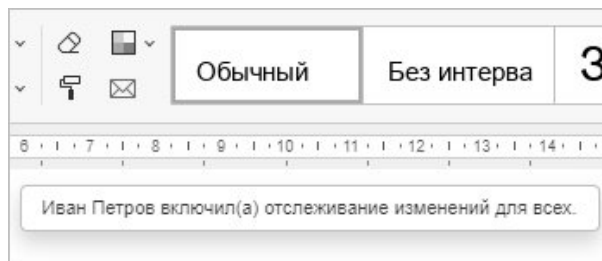 Обычный Без интерва З
6 7 8 9 10 11 12 13 14
Иван Петров включил(а) отслеживание изменений для всех.